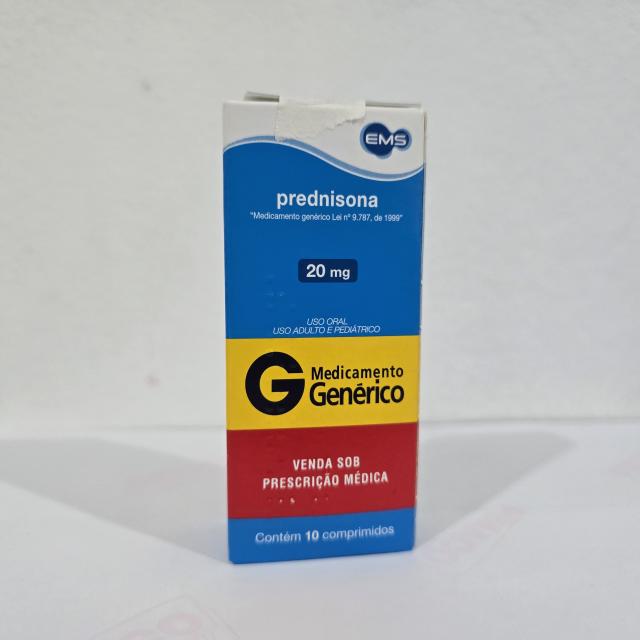 EMS
prednisona
"Medicamento genérico Lei nº 9.787, de 1999"
20 mg
USO ORAL
USO ADULTO E PEDIÁTRICO
G Medicamento
Genérico
VENDA SOB
PRESCRIÇÃO MÉDICA
Contém 10 comprimidos